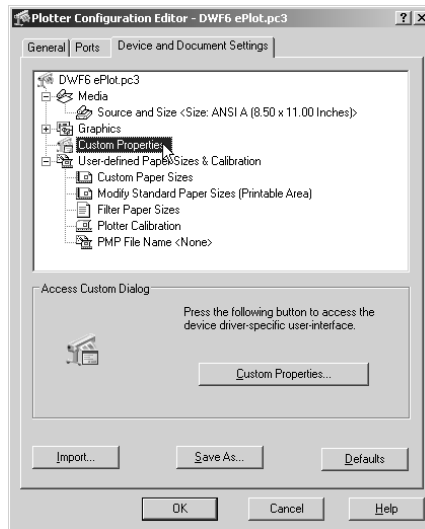 Plotter Configuration Editor - DWF6 ePlot.pc3
General Ports Device and Document Settings
DWF6 ePlot.pc3
Media
Source and Size <Size: ANSI A (8.50 x 11.00 Inches)>
Graphics
Custom Properties
User-defined Paper Sizes & Calibration
Custom Paper Sizes
Modify Standard Paper Sizes (Printable Area)
Filter Paper Sizes
Plotter Calibration
PMP File Name <None>
Access Custom Dialog
Press the following button to access the
device driver-specific user-interface.
Custom Properties...
Import... Save As... Defaults
OK Cancel Help